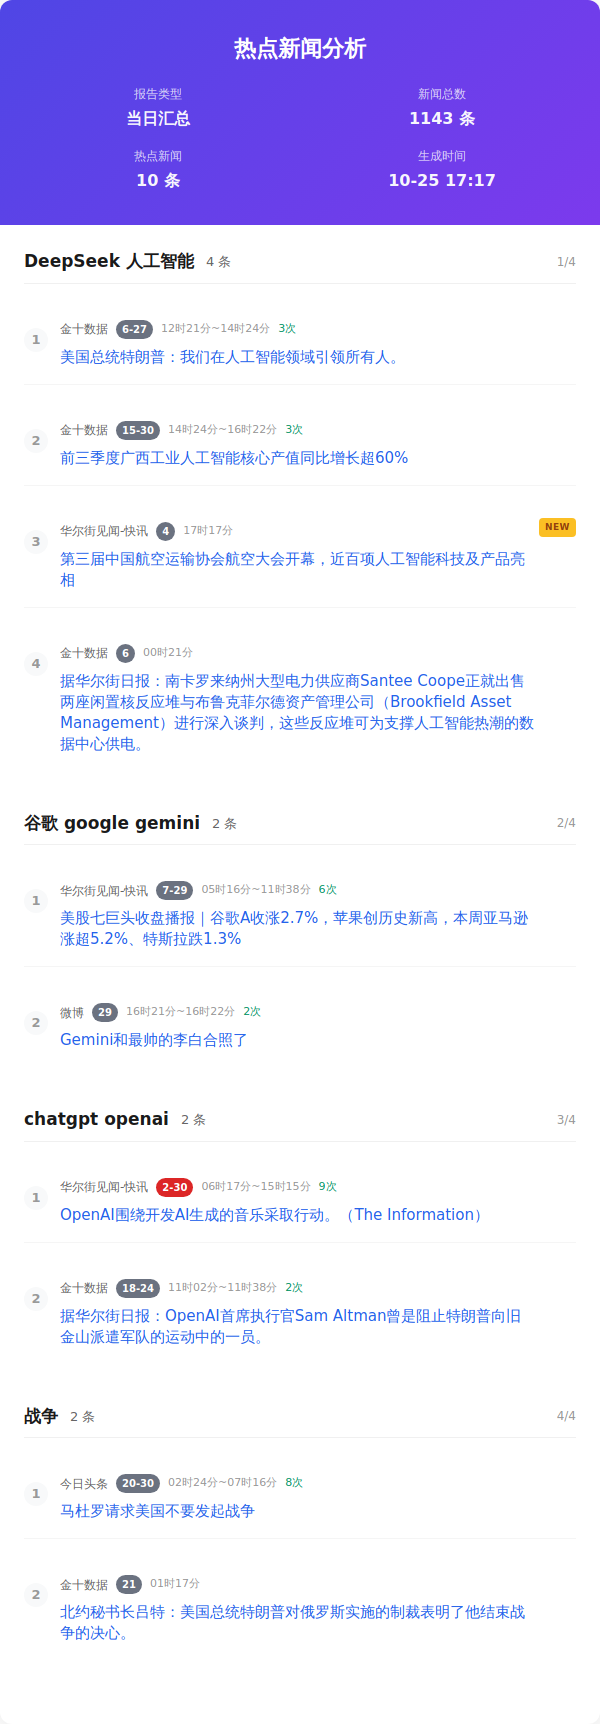 热点新闻分析
报告类型
当日汇总
新闻总数
1143 条
热点新闻
10 条
生成时间
10-25 17:17
DeepSeek 人工智能 4 条 1/4
1 金十数据 6-27 12时21分~14时24分 3次
美国总统特朗普：我们在人工智能领域引领所有人。
2 金十数据 15-30 14时24分~16时22分 3次
前三季度广西工业人工智能核心产值同比增长超60%
3 华尔街见闻-快讯 4 17时17分 NEW
第三届中国航空运输协会航空大会开幕，近百项人工智能科技及产品亮
相
4 金十数据 6 00时21分
据华尔街日报：南卡罗来纳州大型电力供应商Santee Coope正就出售
两座闲置核反应堆与布鲁克菲尔德资产管理公司（Brookfield Asset
Management）进行深入谈判，这些反应堆可为支撑人工智能热潮的数
据中心供电。
谷歌 google gemini 2 条 2/4
1 华尔街见闻-快讯 7-29 05时16分~11时38分 6次
美股七巨头收盘播报｜谷歌A收涨2.7%，苹果创历史新高，本周亚马逊
涨超5.2%、特斯拉跌1.3%
2 微博 29 16时21分~16时22分 2次
Gemini和最帅的李白合照了
chatgpt openai 2 条 3/4
1 华尔街见闻-快讯 2-30 06时17分~15时15分 9次
OpenAI围绕开发AI生成的音乐采取行动。（The Information）
2 金十数据 18-24 11时02分~11时38分 2次
据华尔街日报：OpenAI首席执行官Sam Altman曾是阻止特朗普向旧
金山派遣军队的运动中的一员。
战争 2 条 4/4
1 今日头条 20-30 02时24分~07时16分 8次
马杜罗请求美国不要发起战争
2 金十数据 21 01时17分
北约秘书长吕特：美国总统特朗普对俄罗斯实施的制裁表明了他结束战
争的决心。